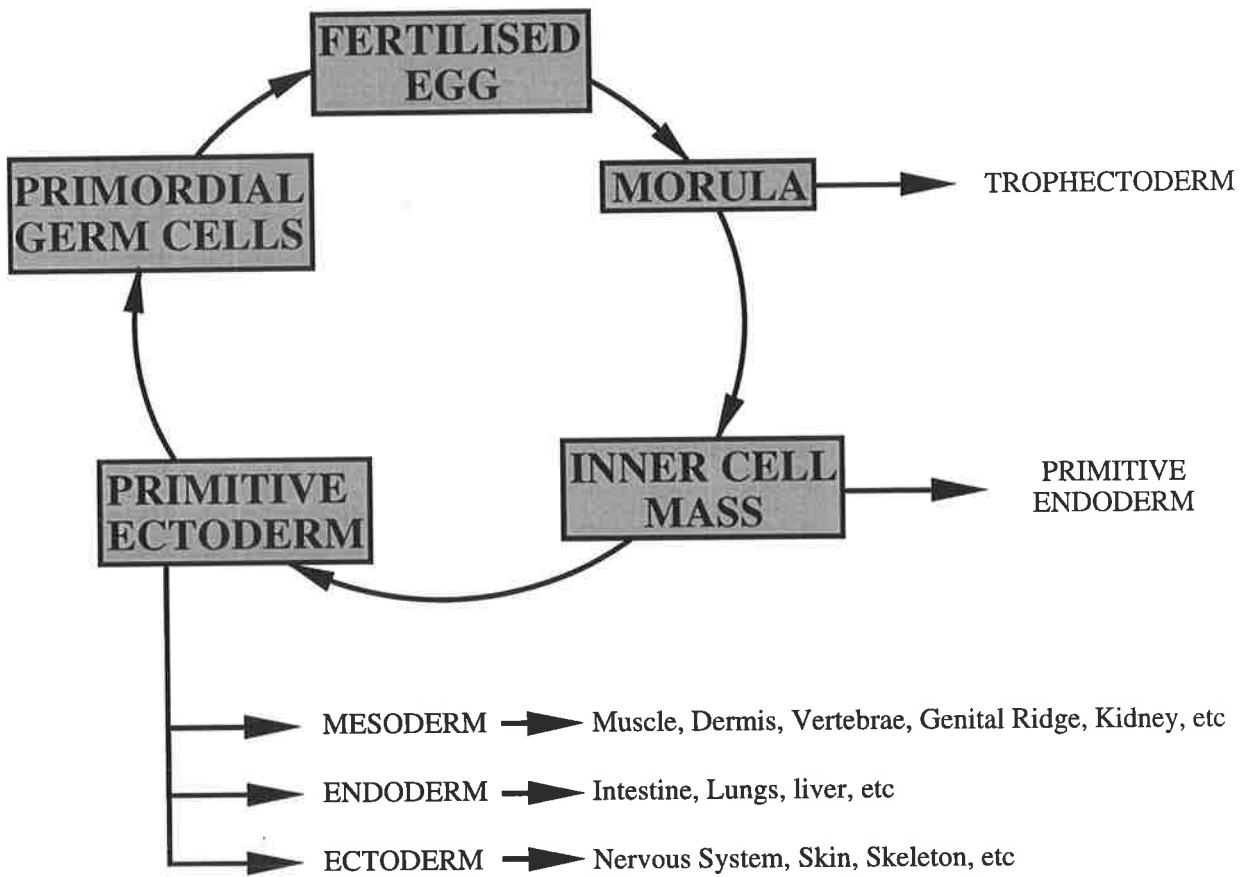 FERTILISED
EGG
PRIMORDIAL
GERM CELLS
MORULA
TROPHECTODERM
INNER CELL
MASS
PRIMITIVE
ENDODERM
PRIMITIVE
ECTODERM
MESODERM
Muscle, Dermis, Vertebrae, Genital Ridge, Kidney, etc
ENDODERM
Intestine, Lungs, liver, etc
ECTODERM
Nervous System, Skin, Skeleton, etc